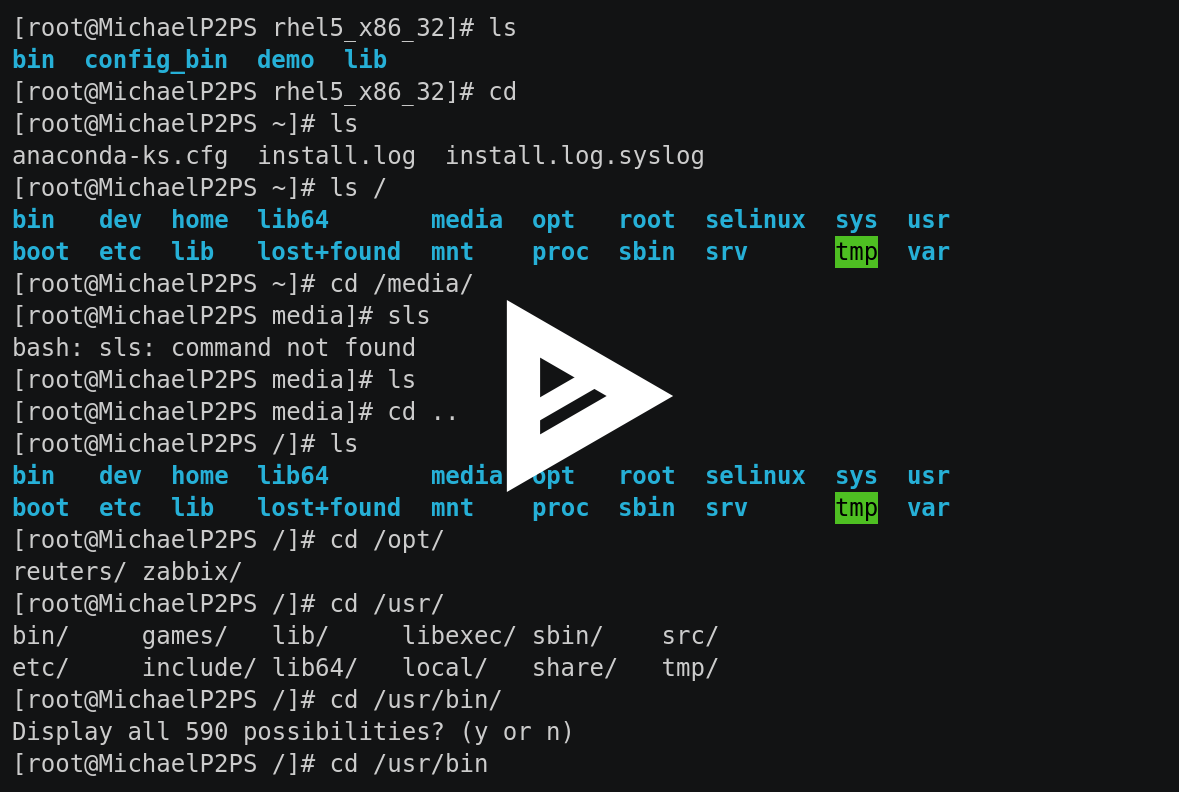 [root@MichaelP2PS rhel5_x86_32]# ls
bin  config_bin  demo  lib
[root@MichaelP2PS rhel5_x86_32]# cd
[root@MichaelP2PS ~]# ls
anaconda-ks.cfg  install.log  install.log.syslog
[root@MichaelP2PS ~]# ls /
bin   dev  home  lib64       media  opt   root  selinux  sys  usr
boot  etc  lib   lost+found  mnt    proc  sbin  srv      tmp  var
[root@MichaelP2PS ~]# cd /media/
[root@MichaelP2PS media]# sls
bash: sls: command not found
[root@MichaelP2PS media]# ls
[root@MichaelP2PS media]# cd ..
[root@MichaelP2PS /]# ls
bin   dev  home  lib64       media  opt   root  selinux  sys  usr
boot  etc  lib   lost+found  mnt    proc  sbin  srv      tmp  var
[root@MichaelP2PS /]# cd /opt/
reuters/ zabbix/
[root@MichaelP2PS /]# cd /usr/
bin/     games/   lib/     libexec/ sbin/    src/
etc/     include/ lib64/   local/   share/   tmp/
[root@MichaelP2PS /]# cd /usr/bin/
Display all 590 possibilities? (y or n)
[root@MichaelP2PS /]# cd /usr/bin